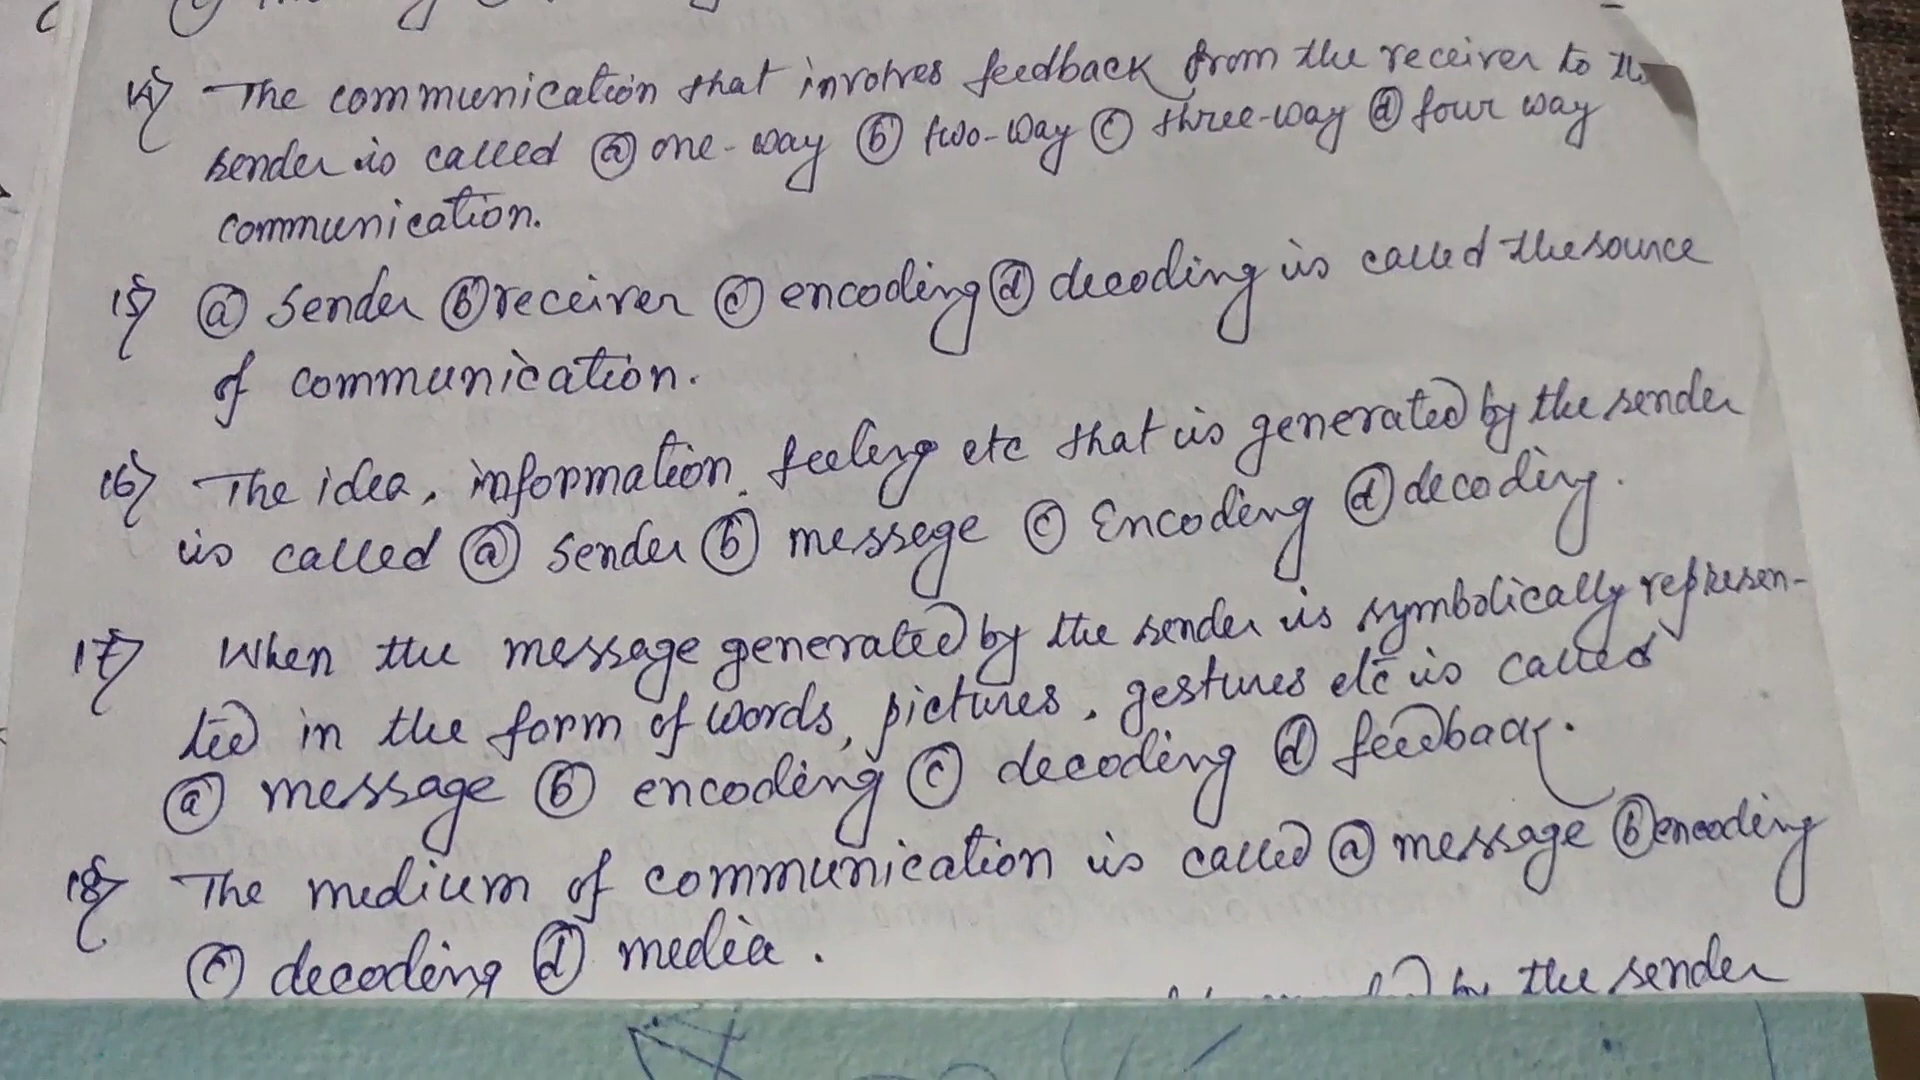 14) The communication that involves feedback from the receiver to the
sender is called (a) one-way (b) two-way (c) three-way (d) four way
communication.
15) (a) Sender (b) receiver (c) encoding (d) decoding is called the source
of communication.
16) The idea, information, feeling etc that is generated by the sender
is called (a) Sender (b) messege (c) Encoding (d) decoding.
17) When the message generated by the sender is symbolically represen-
ted in the form of words, pictures, gestures etc is called
(a) message (b) encoding (c) decoding (d) feedback.
18) The medium of communication is called (a) message (b) encoding
(c) decoding (d) media.
by the sender